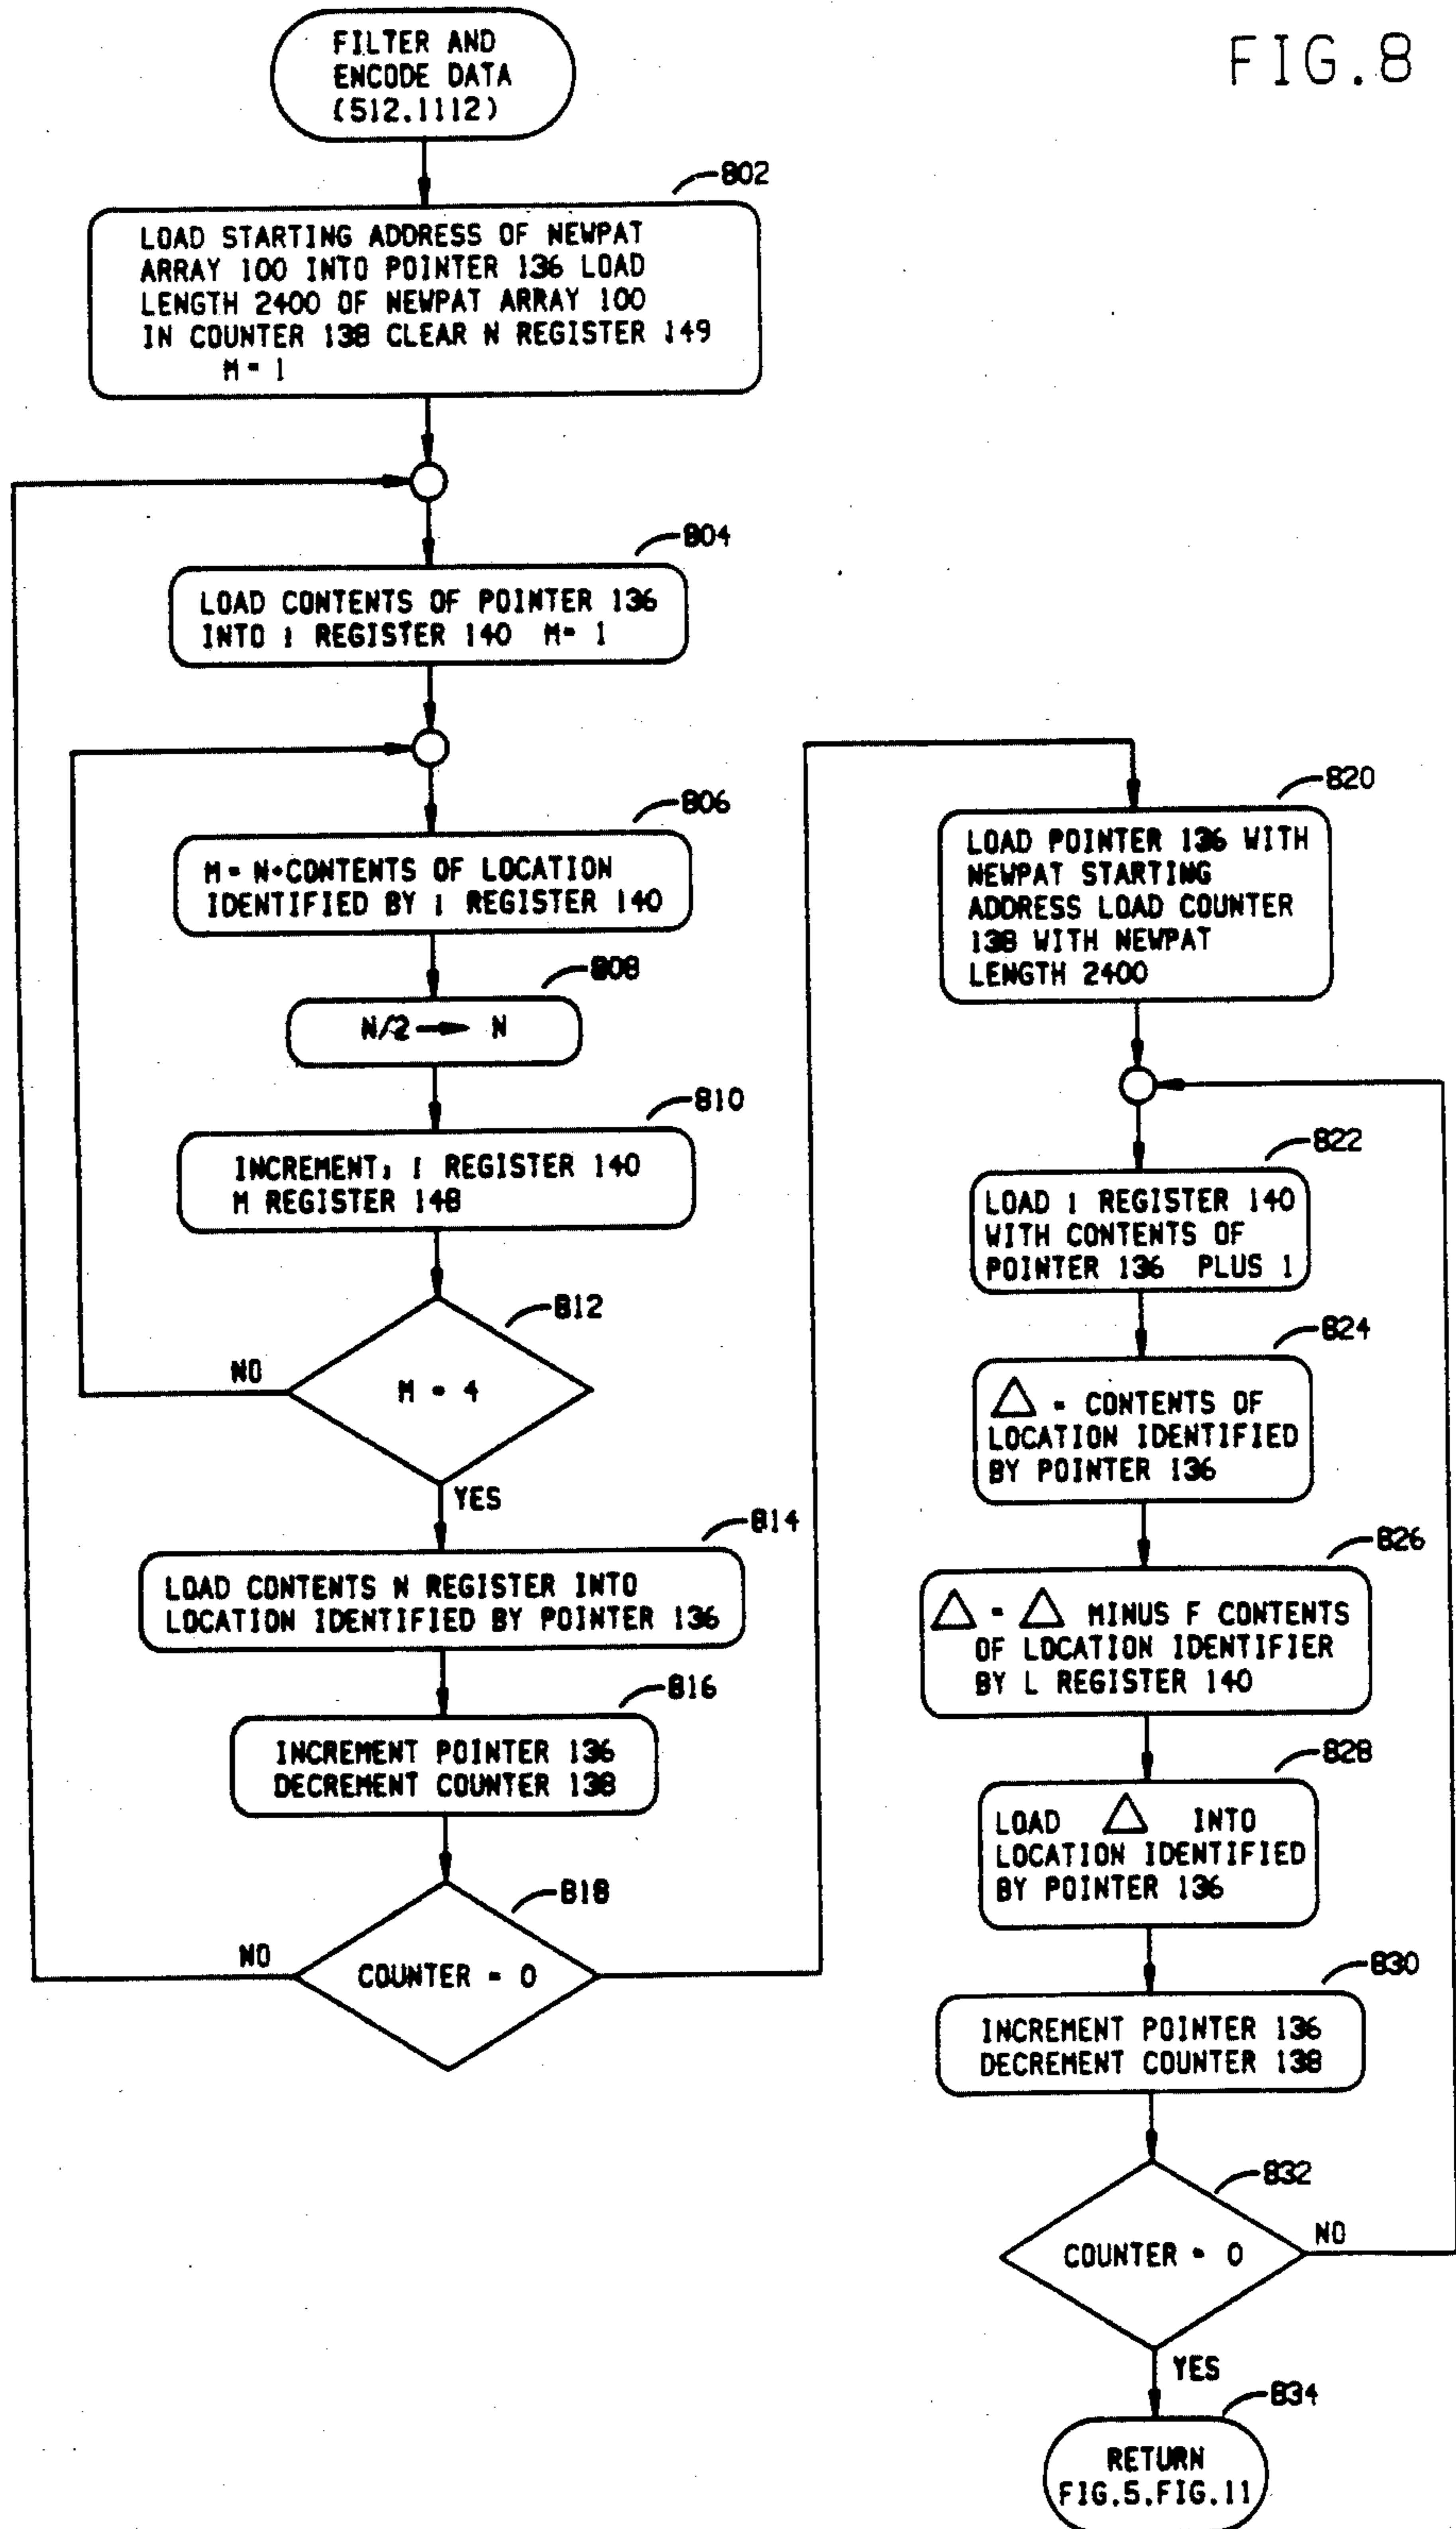 FIG.8
FILTER AND
ENCODE DATA
(512.1112)
802
LOAD STARTING ADDRESS OF NEWPAT
ARRAY 100 INTO POINTER 136 LOAD
LENGTH 2400 OF NEWPAT ARRAY 100
IN COUNTER 138 CLEAR N REGISTER 149
M = 1
804
LOAD CONTENTS OF POINTER 136
INTO i REGISTER 140 M= 1
806
M = N+CONTENTS OF LOCATION
IDENTIFIED BY i REGISTER 140
808
N/2 → N
810
INCREMENT; I REGISTER 140
M REGISTER 148
812
M = 4
NO
YES
814
LOAD CONTENTS N REGISTER INTO
LOCATION IDENTIFIED BY POINTER 136
816
INCREMENT POINTER 136
DECREMENT COUNTER 138
818
COUNTER = 0
NO
820
LOAD POINTER 136 WITH
NEWPAT STARTING
ADDRESS LOAD COUNTER
138 WITH NEWPAT
LENGTH 2400
822
LOAD i REGISTER 140
WITH CONTENTS OF
POINTER 136 PLUS 1
824
△ = CONTENTS OF
LOCATION IDENTIFIED
BY POINTER 136
826
△ = △ MINUS F CONTENTS
OF LOCATION IDENTIFIER
BY L REGISTER 140
828
LOAD △ INTO
LOCATION IDENTIFIED
BY POINTER 136
830
INCREMENT POINTER 136
DECREMENT COUNTER 138
832
COUNTER = 0
NO
YES
834
RETURN
FIG.5.FIG.11